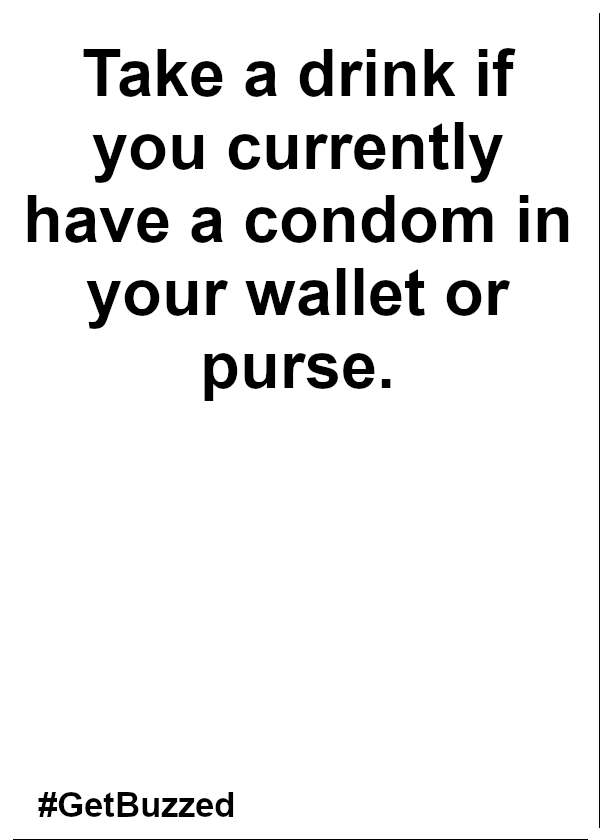 Take a drink if
you currently
have a condom in
your wallet or
purse.
#GetBuzzed